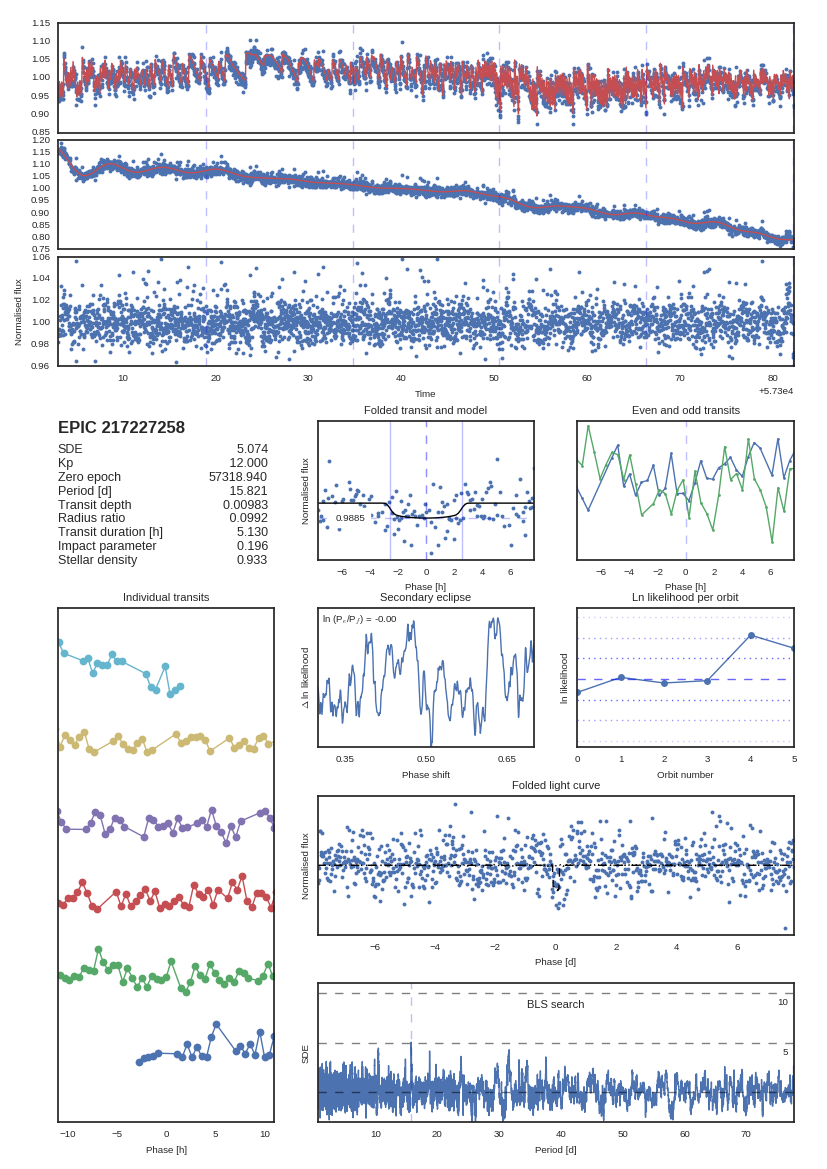 1.15
1.10
1.05
1.00
0.95
0.90
0.85
1.20
1.15
1.10
1.05
1.00
0.95
0.90
0.85
0.80
0.75
1.06
1.04
1.02
1.00
0.98
0.96
Normalised flux
10 20 30 40 50 60 70 80
Time
+5.73e4
EPIC 217227258
SDE 5.074
Kp 12.000
Zero epoch 57318.940
Period [d] 15.821
Transit depth 0.00983
Radius ratio 0.0992
Transit duration [h] 5.130
Impact parameter 0.196
Stellar density 0.933
Folded transit and model
Normalised flux
0.9885
−6 −4 −2 0 2 4 6
Phase [h]
Even and odd transits
−6 −4 −2 0 2 4 6
Phase [h]
Individual transits
−10 −5 0 5 10
Phase [h]
Secondary eclipse
ln (Pₑ/P𝑓) = -0.00
Δ ln likelihood
0.35 0.50 0.65
Phase shift
Ln likelihood per orbit
ln likelihood
0 1 2 3 4 5
Orbit number
Folded light curve
Normalised flux
−6 −4 −2 0 2 4 6
Phase [d]
BLS search
10
5
SDE
10 20 30 40 50 60 70
Period [d]